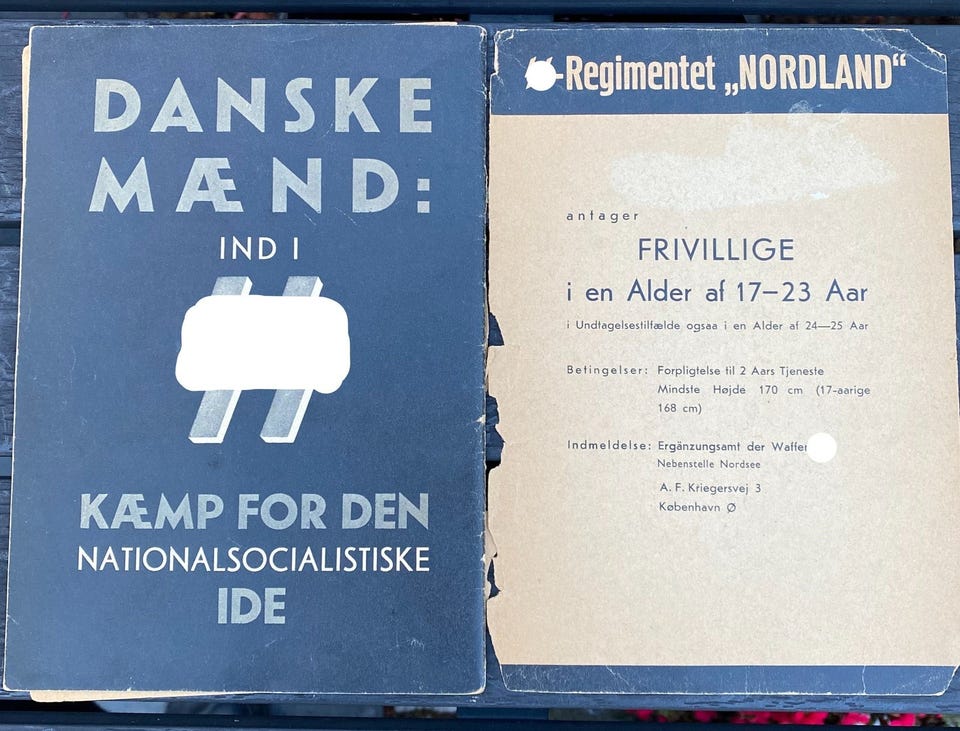 DANSKE
MÆND:
IND I
KÆMP FOR DEN
NATIONALSOCIALISTISKE
IDE
-Regimentet „NORDLAND“
antager
FRIVILLIGE
i en Alder af 17—23 Aar
i Undtagelsestilfælde ogsaa i en Alder af 24—25 Aar
Betingelser: Forpligtelse til 2 Aars Tjeneste
Mindste Højde 170 cm (17-aarige
168 cm)
Indmeldelse: Ergänzungsamt der Waffen
Nebenstelle Nordsee
A. F. Kriegersvej 3
København Ø